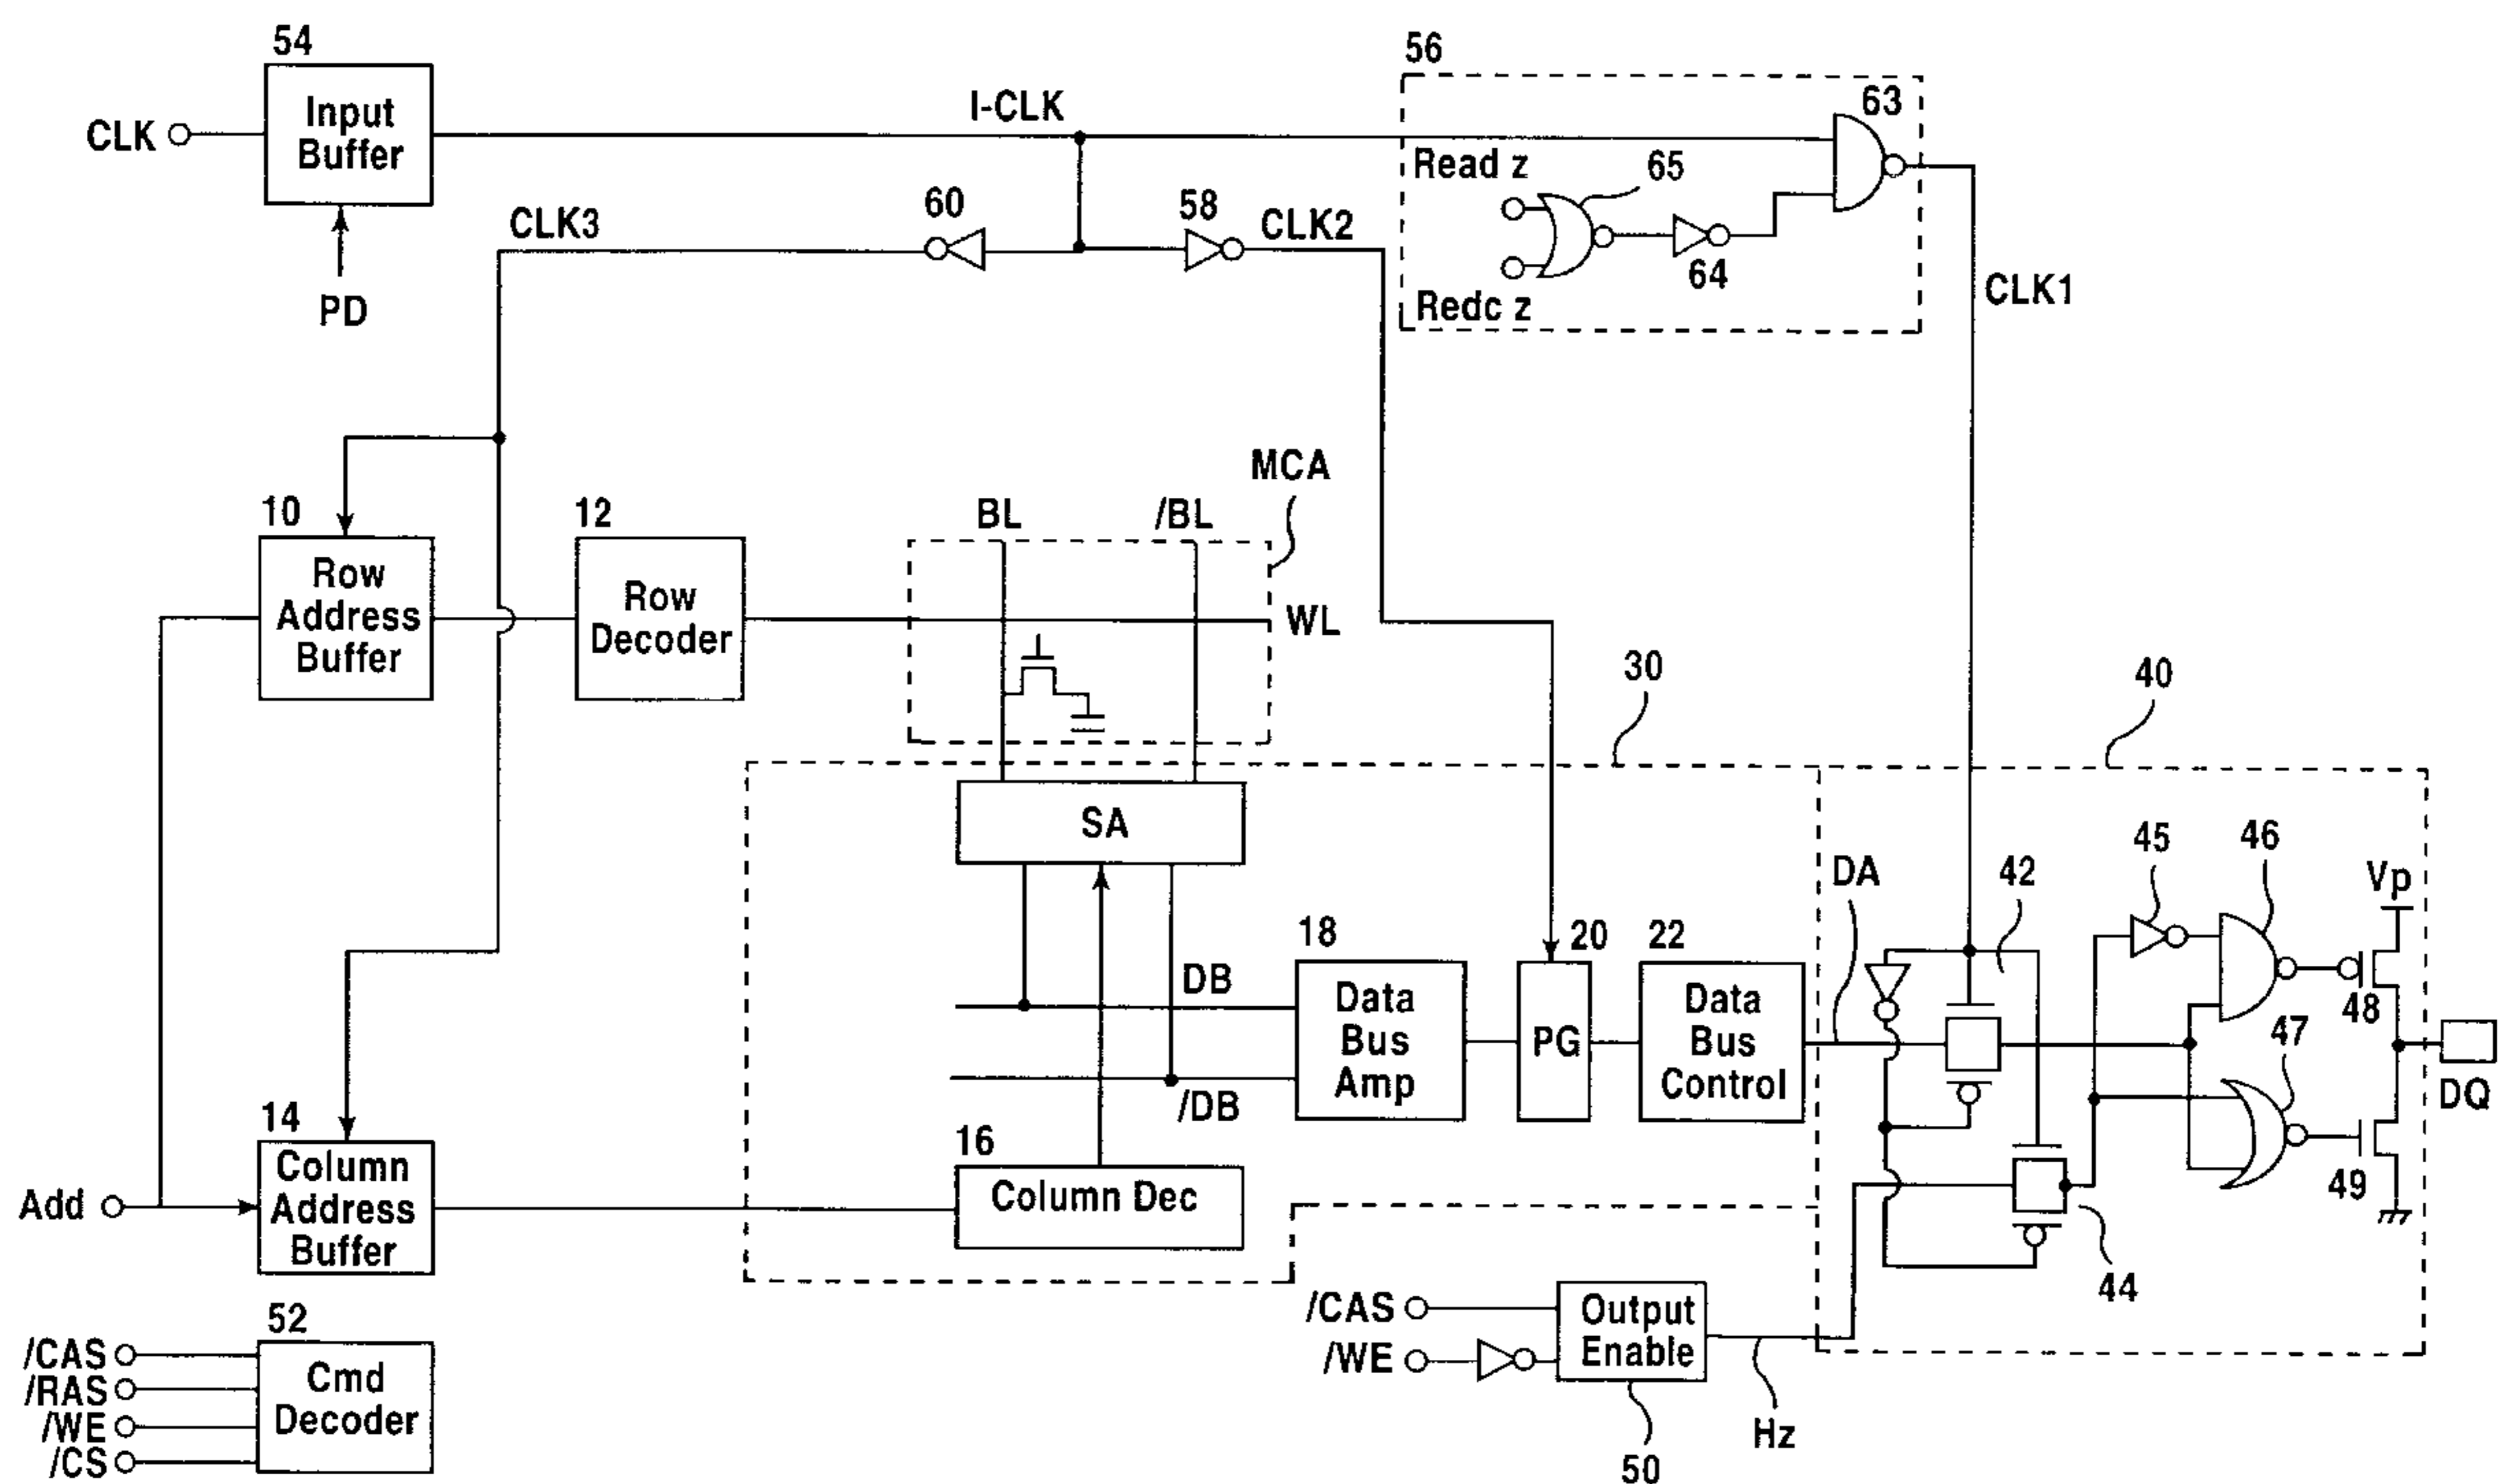 54
Input
Buffer
CLK
PD
I-CLK
56
63
Read z
65
64
Redc z
CLK1
CLK3
60
58
CLK2
10
Row
Address
Buffer
12
Row
Decoder
BL
/BL
MCA
WL
30
40
SA
DB
/DB
18
Data
Bus
Amp
20
PG
22
Data
Bus
Control
DA
42
45
46
Vp
48
47
49
DQ
44
16
Column Dec
14
Column
Address
Buffer
Add
52
/CAS
/RAS
/WE
/CS
Cmd
Decoder
/CAS
/WE
Output
Enable
50
Hz